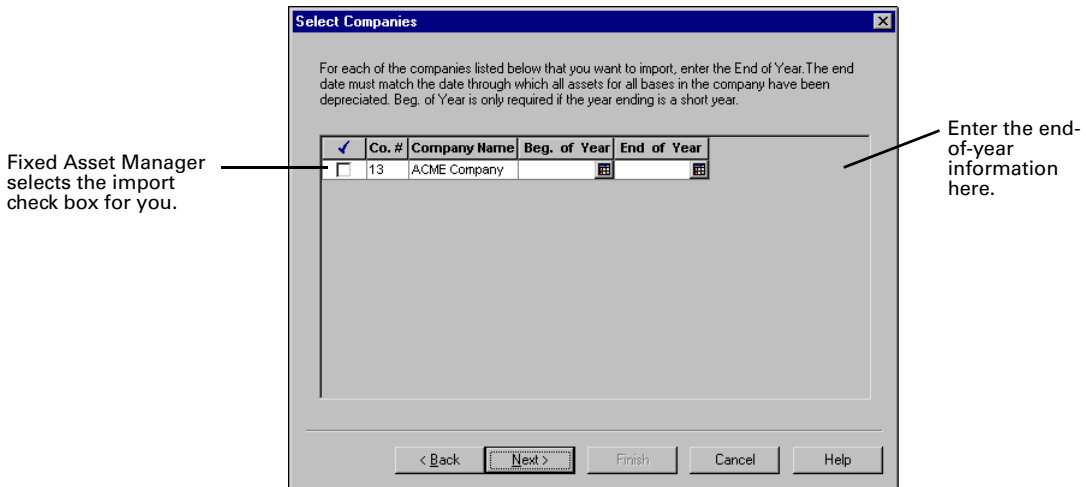 Select Companies
For each of the companies listed below that you want to import, enter the End of Year.The end
date must match the date through which all assets for all bases in the company have been
depreciated. Beg. of Year is only required if the year ending is a short year.
Co. # Company Name Beg. of Year End of Year
13 ACME Company
Fixed Asset Manager
selects the import
check box for you.
Enter the end-
of-year
information
here.
< Back Next > Finish Cancel Help